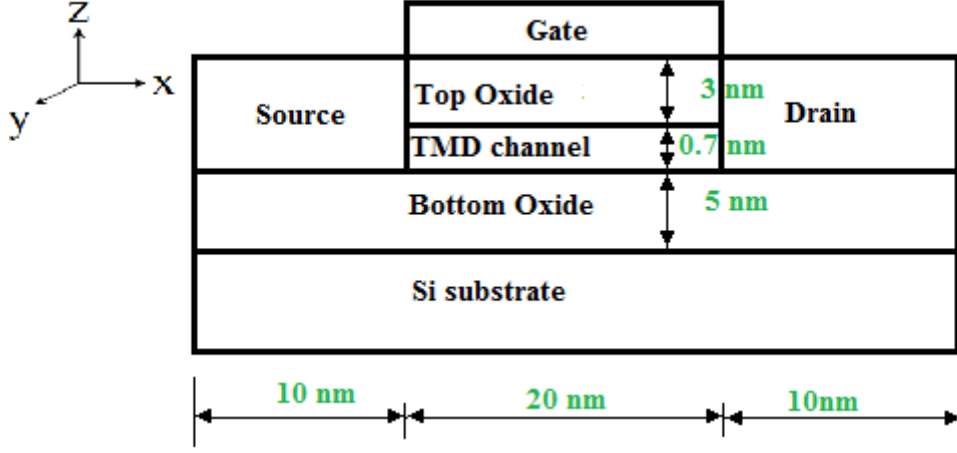 z
x
y
Gate
Top Oxide
3 nm
Source
Drain
TMD channel
0.7 nm
Bottom Oxide
5 nm
Si substrate
10 nm
20 nm
10nm